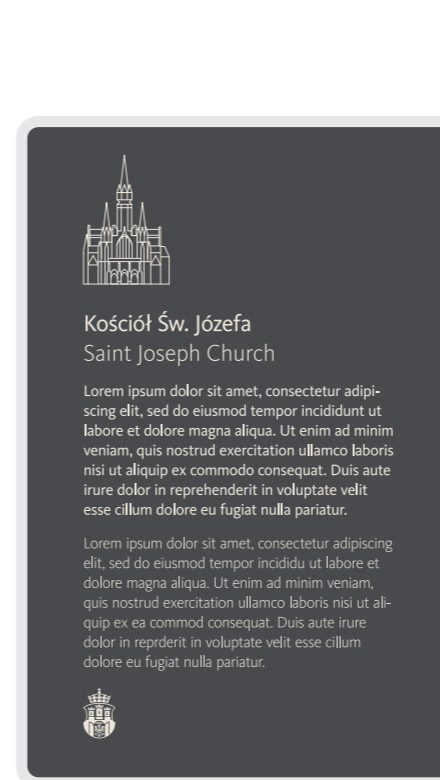 Kościół Św. Józefa
Saint Joseph Church
Lorem ipsum dolor sit amet, consectetur adipi-
scing elit, sed do eiusmod tempor incididunt ut
labore et dolore magna aliqua. Ut enim ad minim
veniam, quis nostrud exercitation ullamco laboris
nisi ut aliquip ex commodo consequat. Duis aute
irure dolor in reprehenderit in voluptate velit
esse cillum dolore eu fugiat nulla pariatur.
Lorem ipsum dolor sit amet, consectetur adipiscing
elit, sed do eiusmod tempor incididu ut labore et
dolore magna aliqua. Ut enim ad minim veniam,
quis nostrud exercitation ullamco laboris nisi ut ali-
quip ex ea commod consequat. Duis aute irure
dolor in reprderit in voluptate velit esse cillum
dolore eu fugiat nulla pariatur.